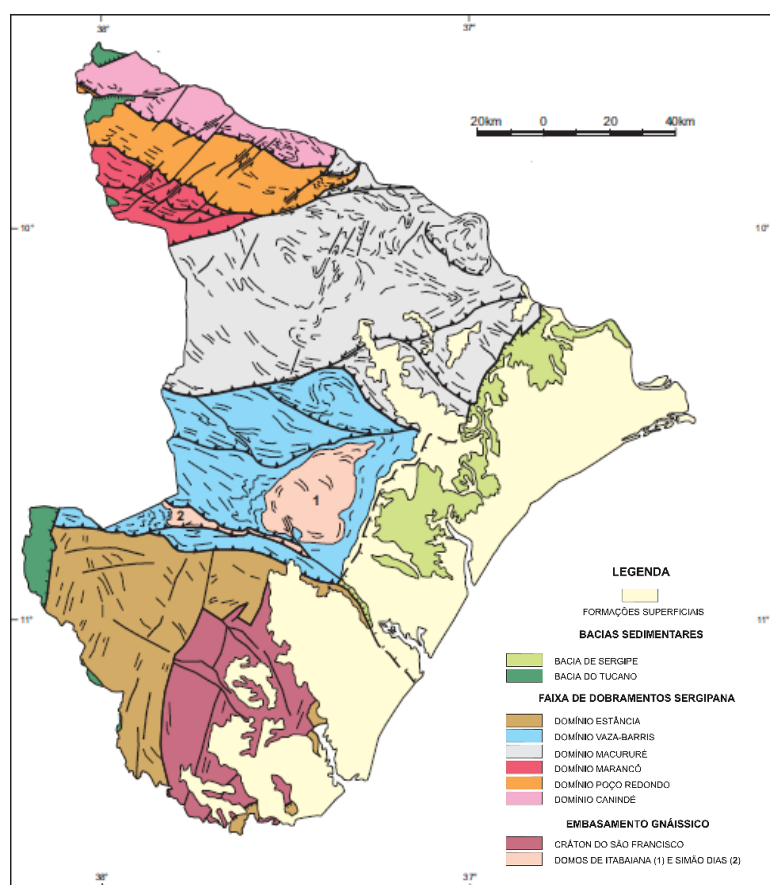 38°
37°
20km 0 20 40km
10°
10°
1
2
11°
11°
LEGENDA
FORMAÇÕES SUPERFICIAIS
BACIAS SEDIMENTARES
BACIA DE SERGIPE
BACIA DO TUCANO
FAIXA DE DOBRAMENTOS SERGIPANA
DOMÍNIO ESTÂNCIA
DOMÍNIO VAZA-BARRIS
DOMÍNIO MACURURÉ
DOMÍNIO MARANCÓ
DOMÍNIO POÇO REDONDO
DOMÍNIO CANINDÉ
EMBASAMENTO GNÁISSICO
CRÁTON DO SÃO FRANCISCO
DOMOS DE ITABAIANA (1) E SIMÃO DIAS (2)
38°
37°